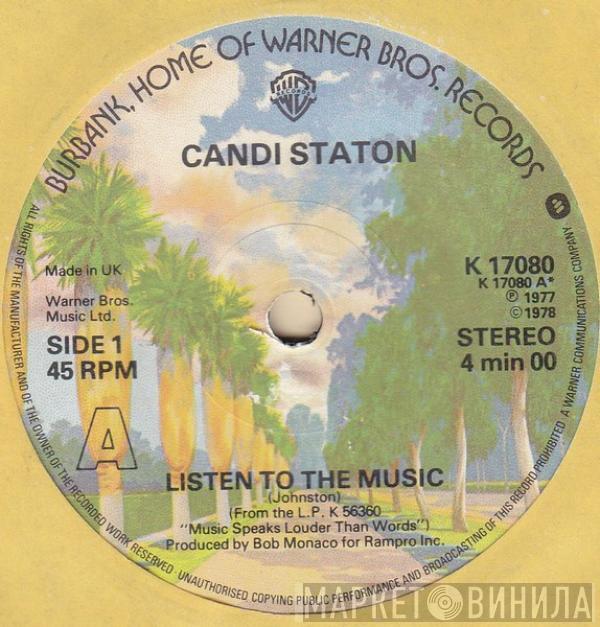 BURBANK, HOME OF WARNER BROS. RECORDS
RECORDS
CANDI STATON
Made in UK
Warner Bros.
Music Ltd.
SIDE 1
45 RPM
A
K 17080
K 17080 A*
Ⓟ 1977
© 1978
STEREO
4 min 00
LISTEN TO THE MUSIC
(Johnston)
(From the L.P. K 56360
"Music Speaks Louder Than Words")
Produced by Bob Monaco for Rampro Inc.
ALL RIGHTS OF THE MANUFACTURER AND OF THE OWNER OF THE RECORDED WORK RESERVED UNAUTHORISED COPYING PUBLIC PERFORMANCE AND BROADCASTING OF THIS RECORD PROHIBITED A WARNER COMMUNICATIONS COMPANY
МАРКЕТ ВИНИЛА